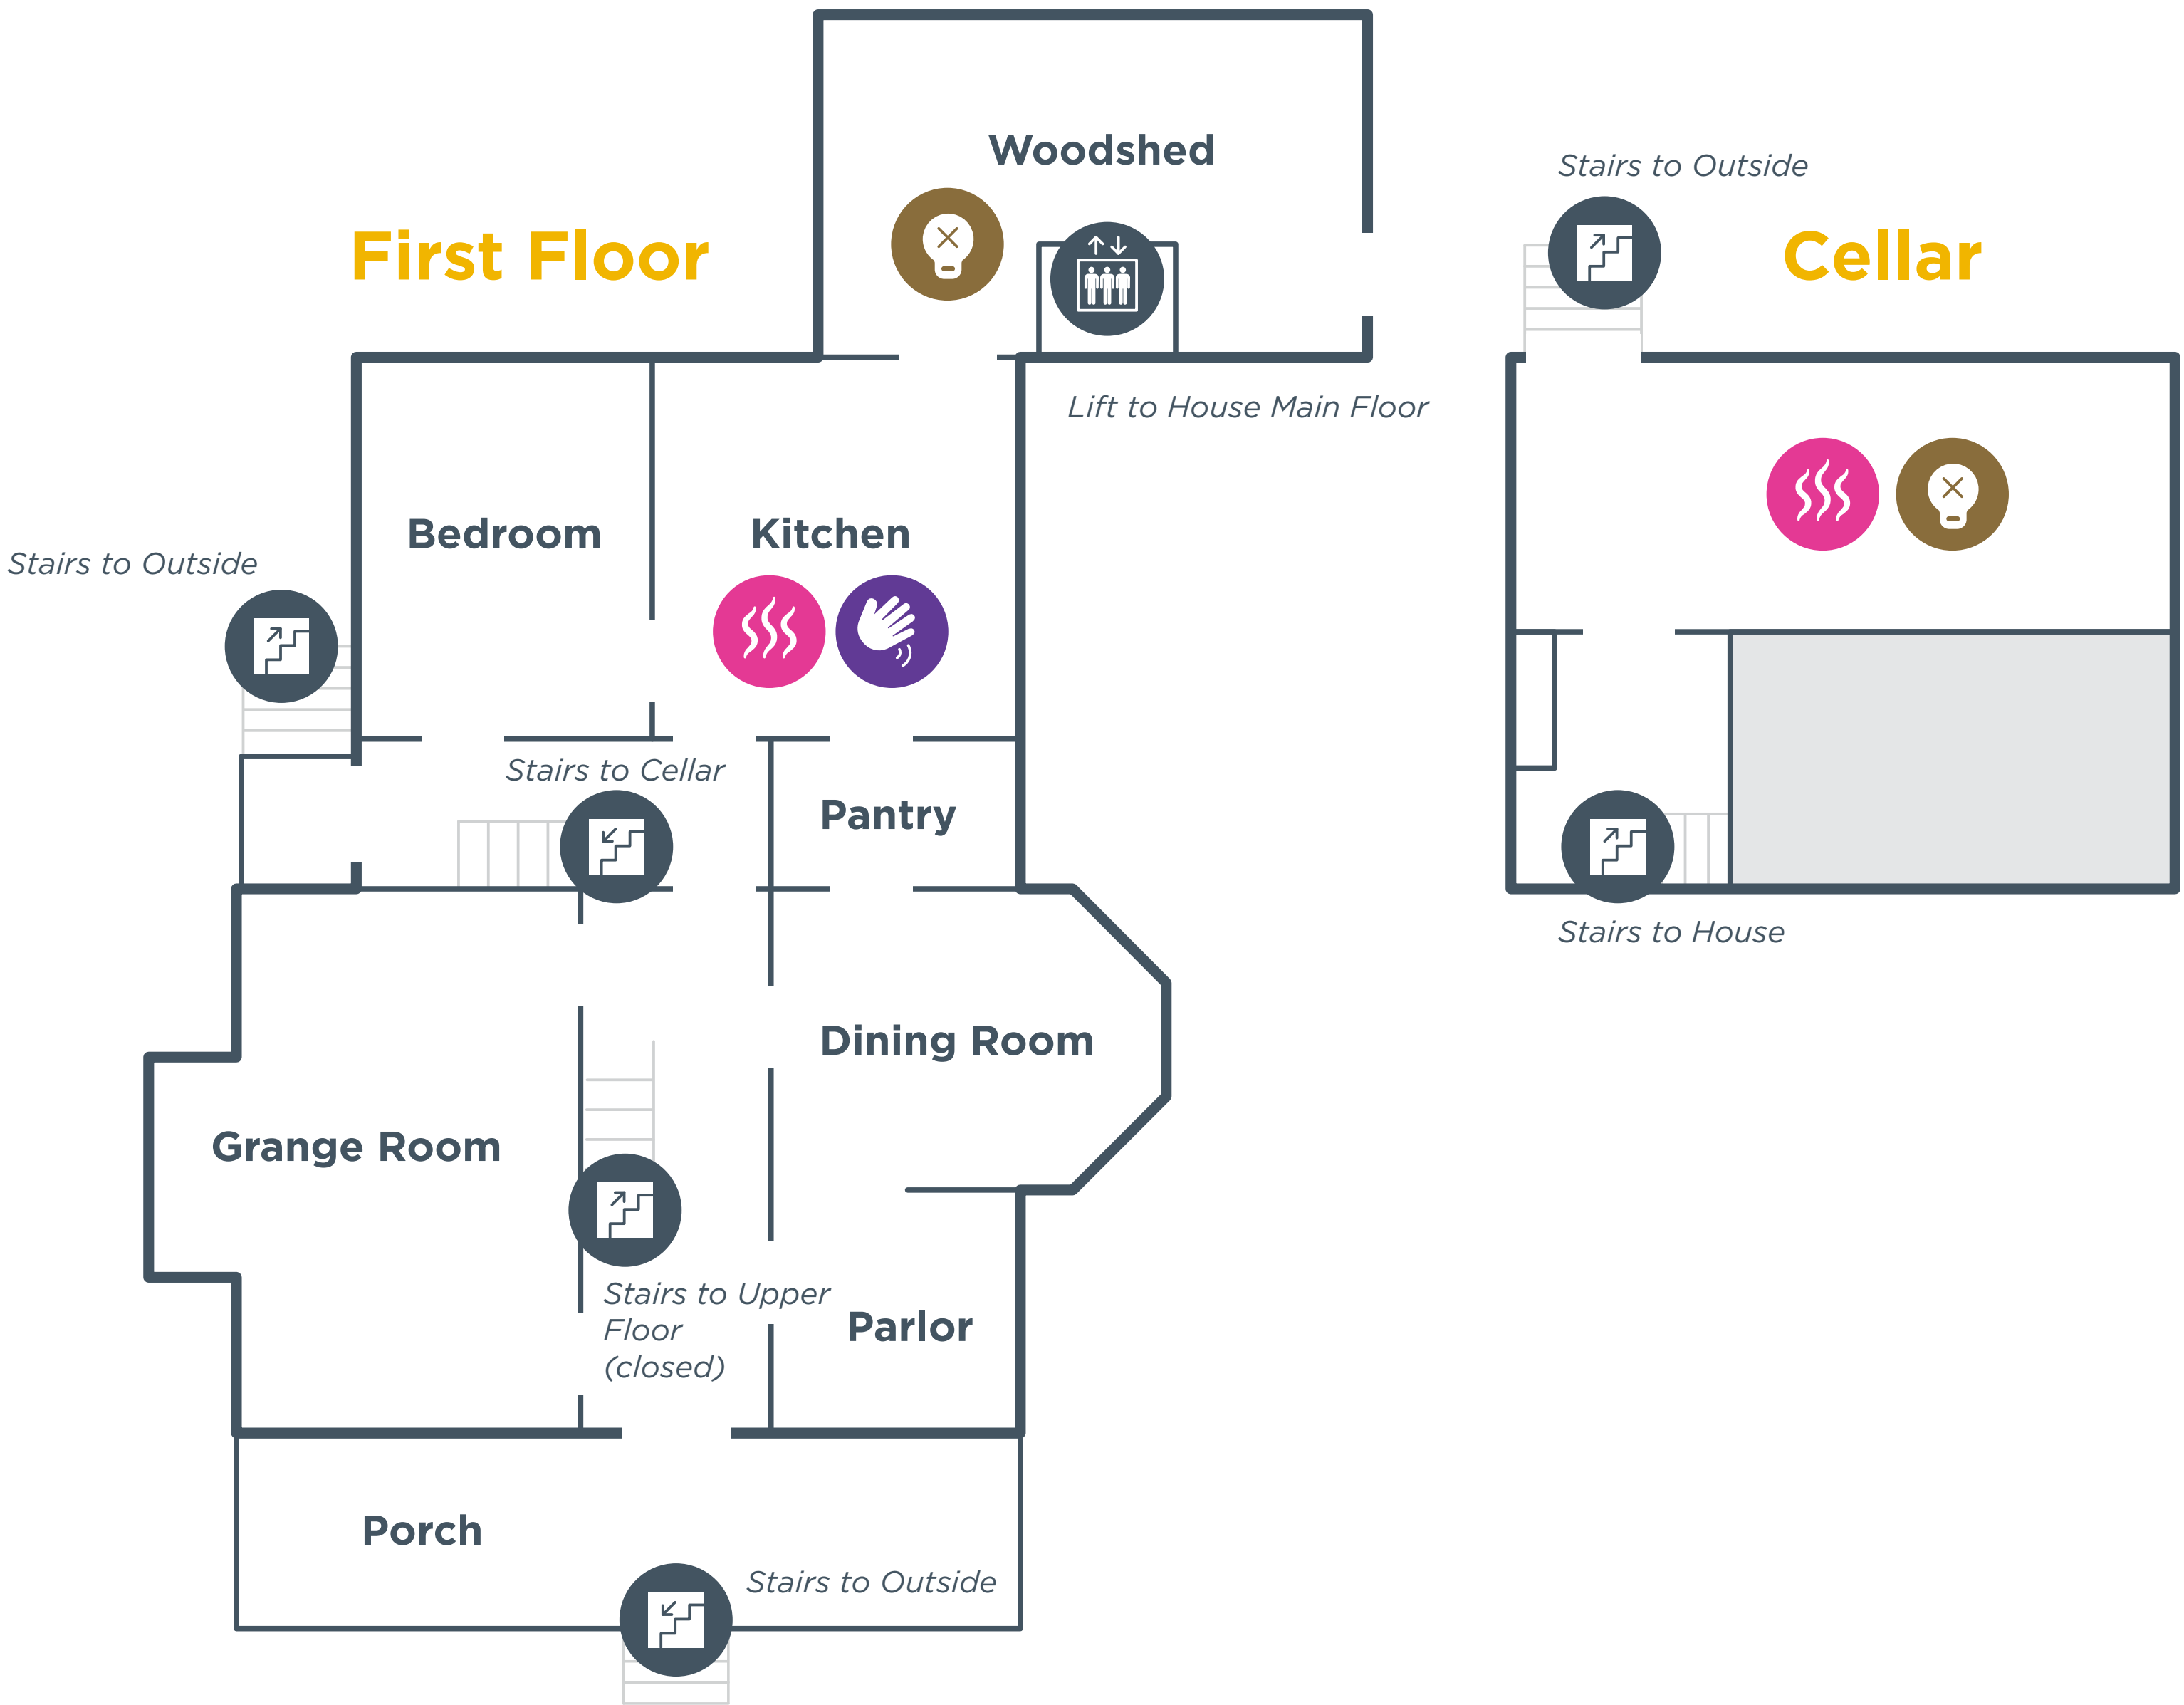 Woodshed
Stairs to Outside
First Floor
Cellar
Lift to House Main Floor
Bedroom
Kitchen
Stairs to Outside
Stairs to Cellar
Pantry
Stairs to House
Dining Room
Grange Room
Stairs to Upper
Floor
(closed)
Parlor
Porch
Stairs to Outside